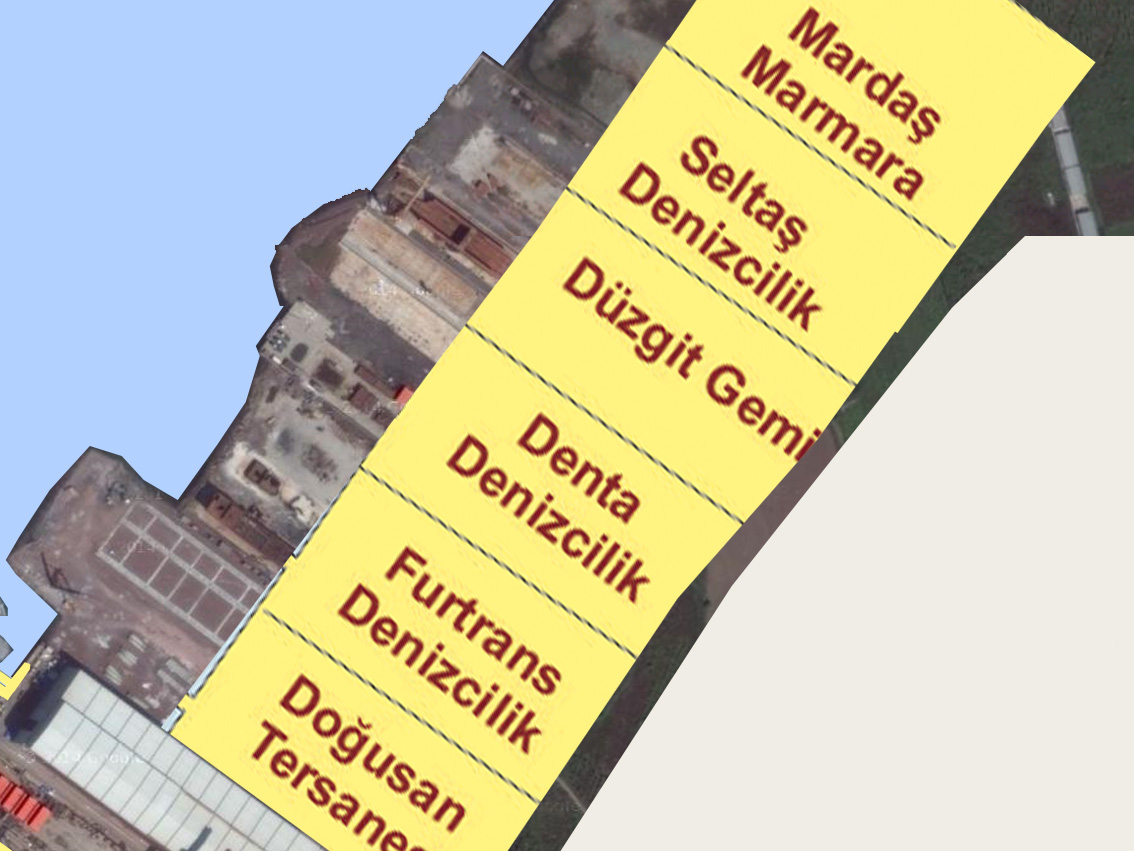 Mardaş
Marmara
Seltaş
Denizcilik
Düzgit Gemi
Denta
Denizcilik
Furtrans
Denizcilik
Doğusan